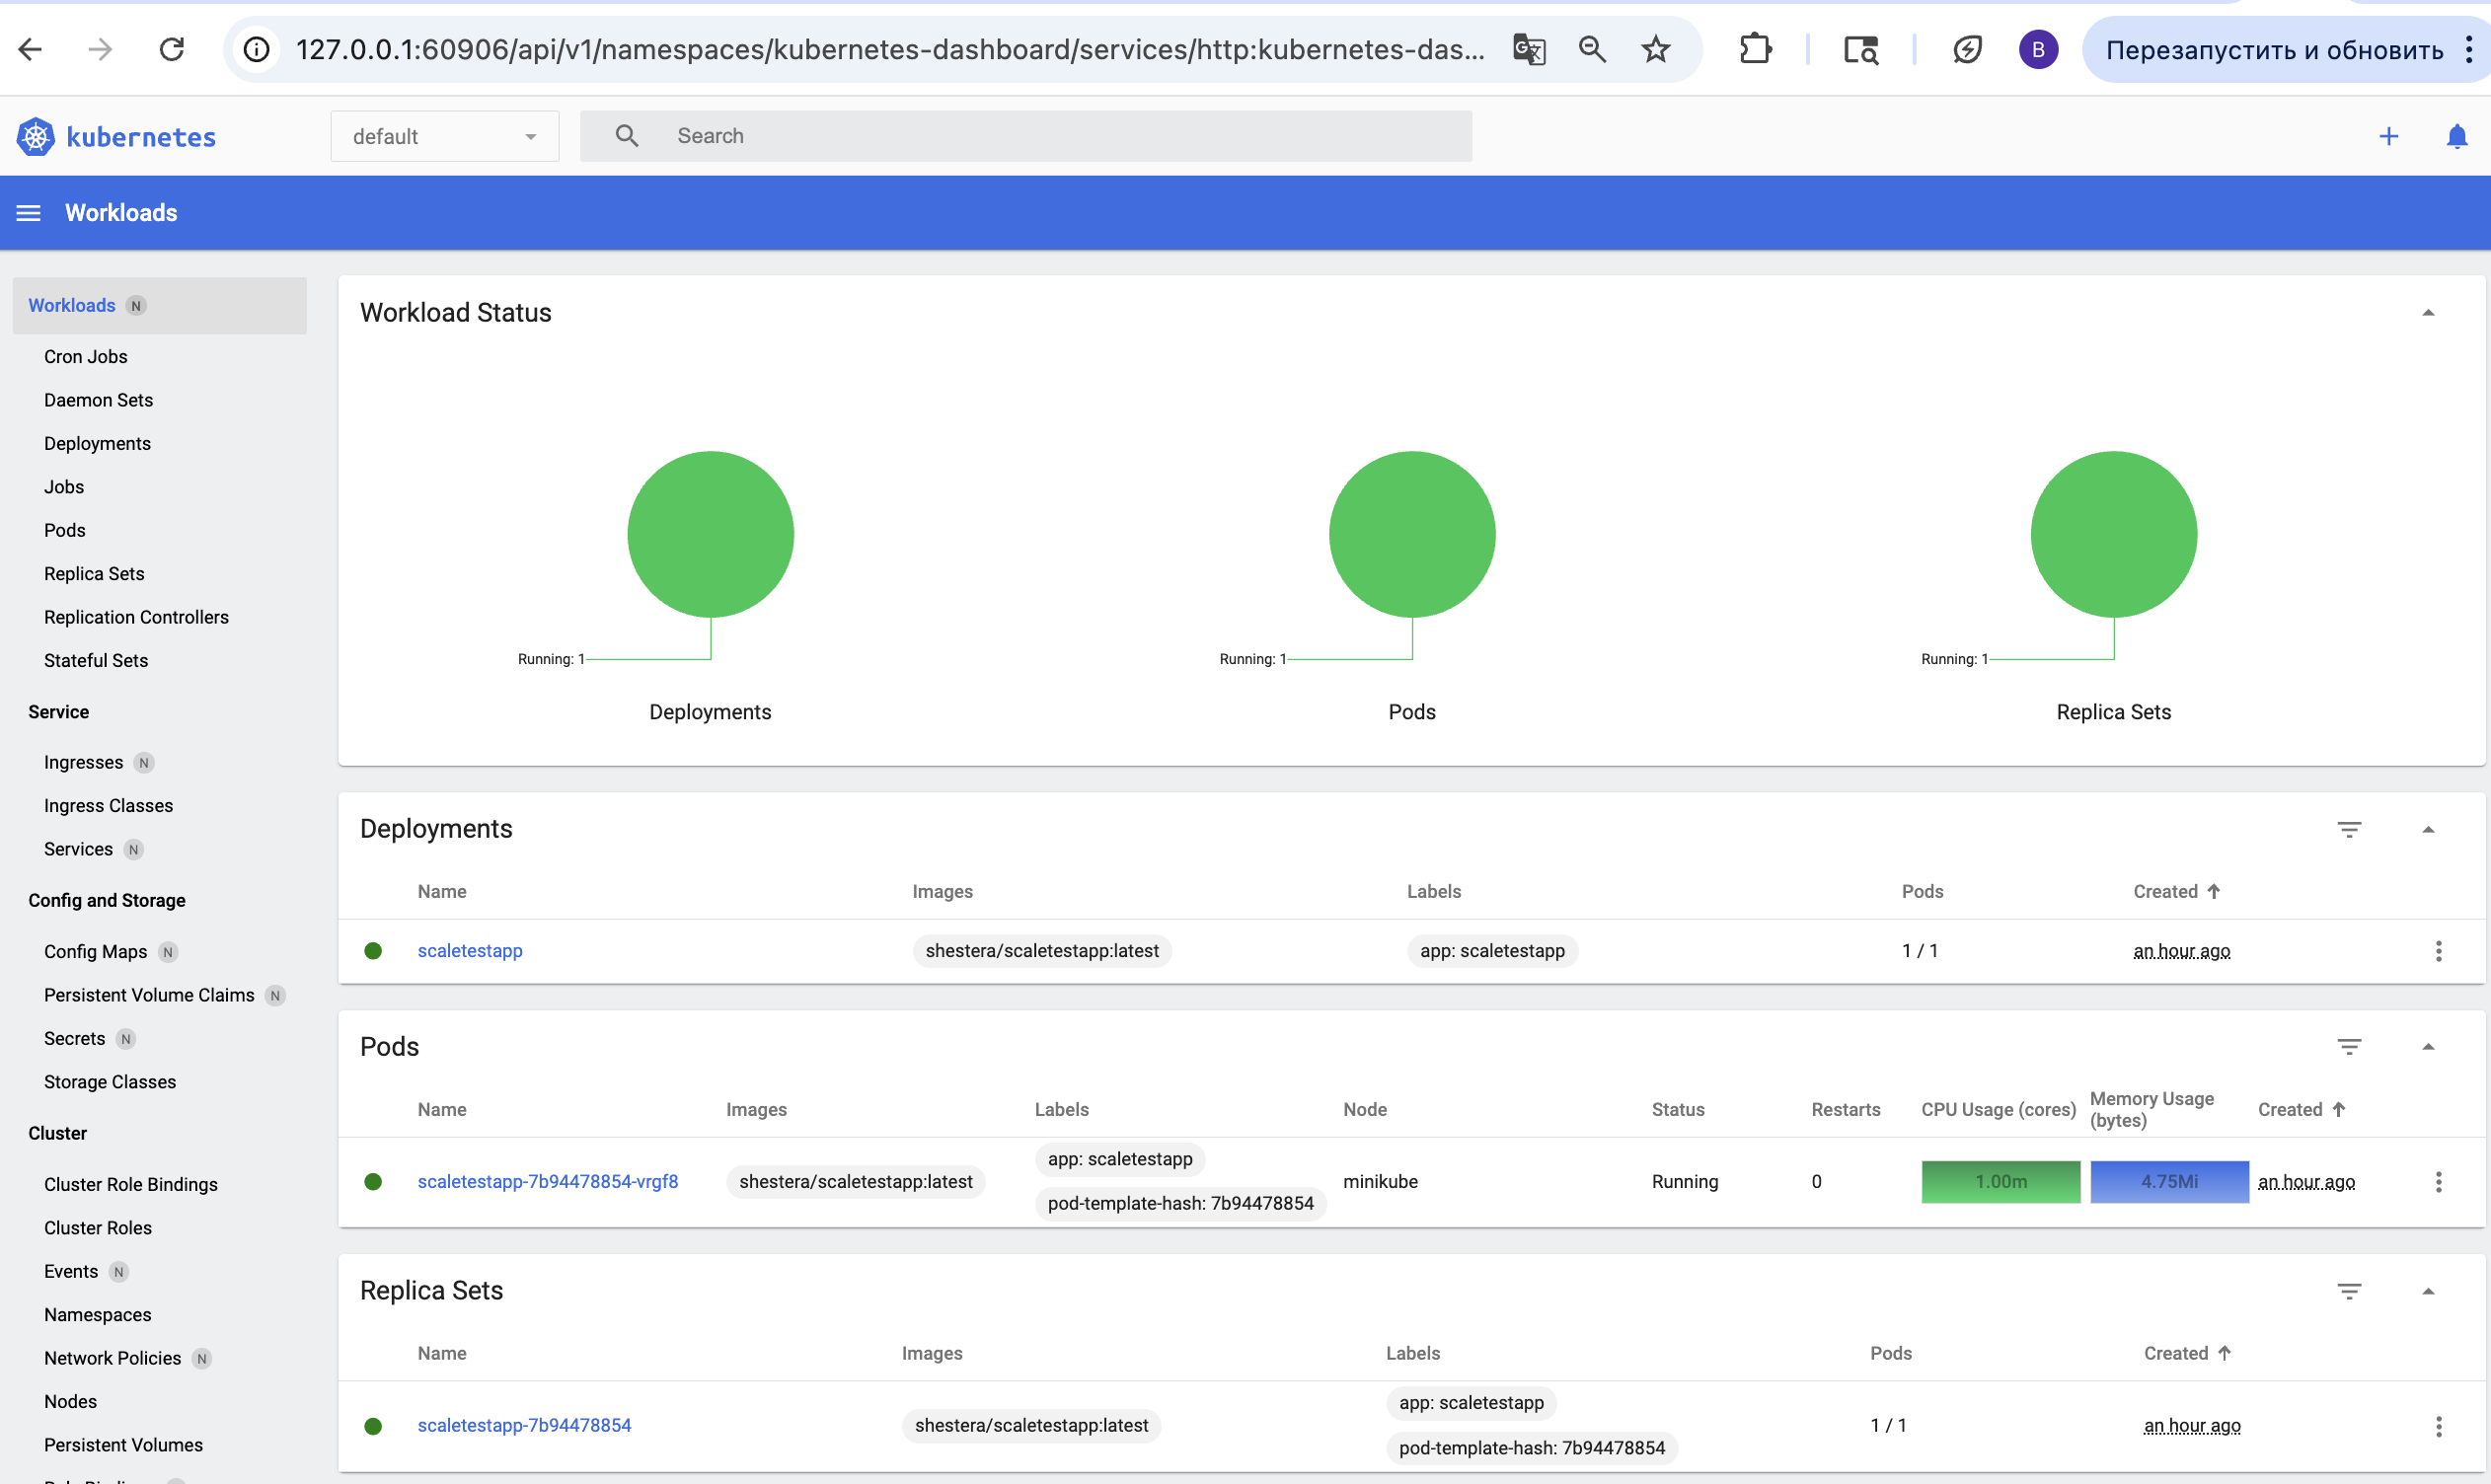 127.0.0.1:60906/api/v1/namespaces/kubernetes-dashboard/services/http:kubernetes-das...
B
Перезапустить и обновить
kubernetes
default
Search
Workloads
Workloads N
Cron Jobs
Daemon Sets
Deployments
Jobs
Pods
Replica Sets
Replication Controllers
Stateful Sets
Service
Ingresses N
Ingress Classes
Services N
Config and Storage
Config Maps N
Persistent Volume Claims N
Secrets N
Storage Classes
Cluster
Cluster Role Bindings
Cluster Roles
Events N
Namespaces
Network Policies N
Nodes
Persistent Volumes
Workload Status
Running: 1
Deployments
Running: 1
Pods
Running: 1
Replica Sets
Deployments
Name Images Labels Pods Created
scaletestapp shestera/scaletestapp:latest app: scaletestapp 1 / 1 an hour ago
Pods
Name Images Labels Node Status Restarts CPU Usage (cores) Memory Usage (bytes) Created
scaletestapp-7b94478854-vrgf8 shestera/scaletestapp:latest app: scaletestapp pod-template-hash: 7b94478854 minikube Running 0 1.00m 4.75Mi an hour ago
Replica Sets
Name Images Labels Pods Created
scaletestapp-7b94478854 shestera/scaletestapp:latest app: scaletestapp pod-template-hash: 7b94478854 1 / 1 an hour ago